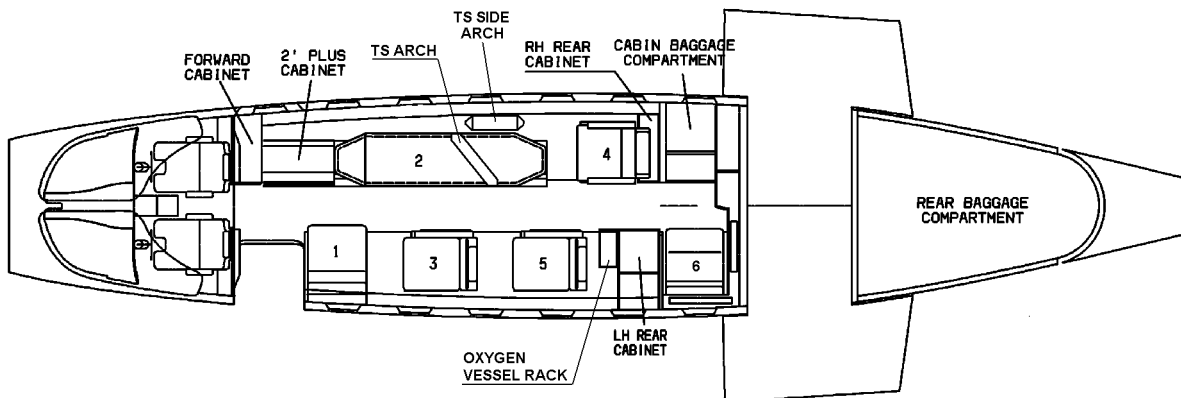 TS SIDE
ARCH
TS ARCH
FORWARD
CABINET
2' PLUS
CABINET
RH REAR
CABINET
CABIN BAGGAGE
COMPARTMENT
2
4
REAR BAGGAGE
COMPARTMENT
1
3
5
6
LH REAR
CABINET
OXYGEN
VESSEL RACK